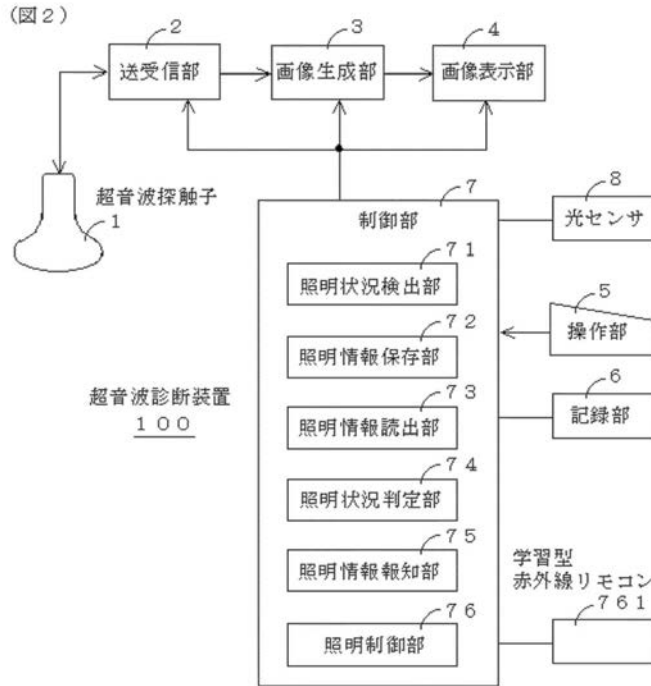 (図2)
2
3
4
送受信部
画像生成部
画像表示部
超音波探触子
1
7
制御部
8
光センサ
71
照明状況検出部
5
操作部
72
照明情報保存部
超音波診断装置
100
6
記録部
73
照明情報読出部
74
照明状況判定部
75
照明情報報知部
学習型
赤外線リモコン
761
76
照明制御部